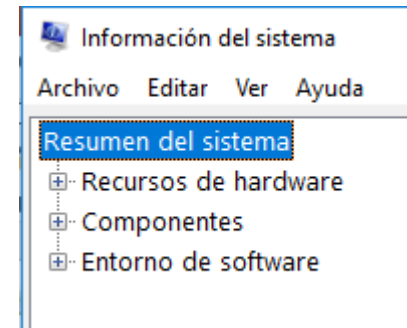 Información del sistema
Archivo Editar Ver Ayuda
Resumen del sistema
Recursos de hardware
Componentes
Entorno de software